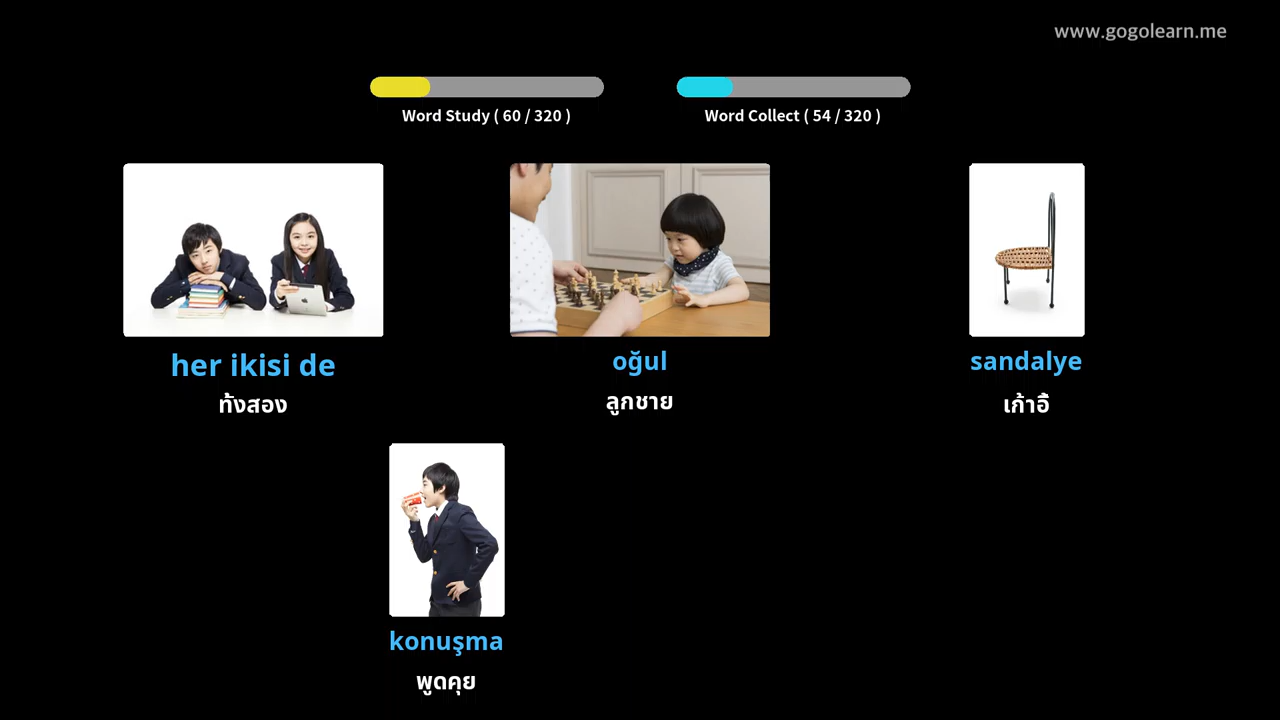 www.gogolearn.me
Word Study ( 60 / 320 )
Word Collect ( 54 / 320 )
her ikisi de
ทั้งสอง
oğul
ลูกชาย
sandalye
เก้าอี้
konuşma
พูดคุย